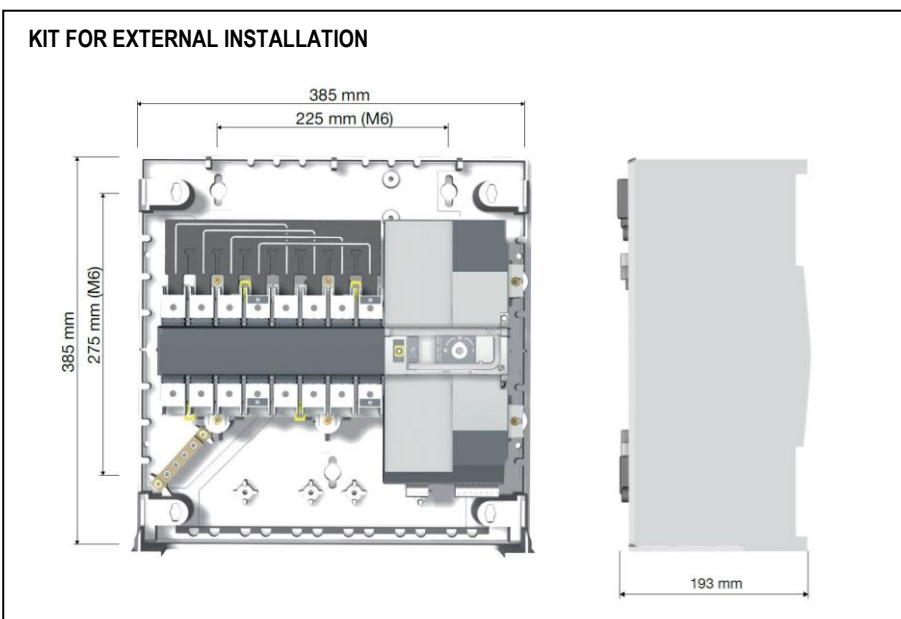 KIT FOR EXTERNAL INSTALLATION
385 mm
225 mm (M6)
385 mm
275 mm (M6)
N
N
N
N
193 mm